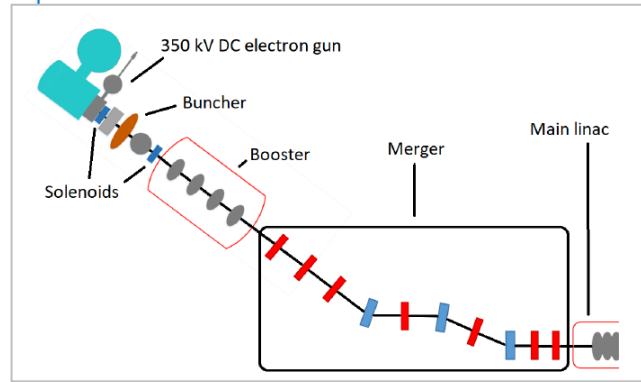 350 kV DC electron gun
Buncher
Main linac
Booster
Merger
Solenoids